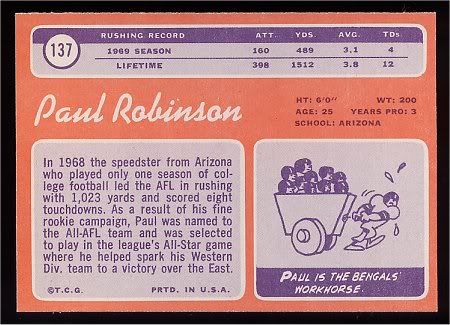 137
RUSHING RECORD ATT. YDS. AVG. TDs.
1969 SEASON 160 489 3.1 4
LIFETIME 398 1512 3.8 12
Paul Robinson
HT: 6'0" WT: 200
AGE: 25 YEARS PRO: 3
SCHOOL: ARIZONA
In 1968 the speedster from Arizona
who played only one season of col-
lege football led the AFL in rushing
with 1,023 yards and scored eight
touchdowns. As a result of his fine
rookie campaign, Paul was named to
the All-AFL team and was selected
to play in the league's All-Star game
where he helped spark his Western
Div. team to a victory over the East.
©T.C.G. PRTD. IN U.S.A.
PAUL IS THE BENGALS'
WORKHORSE.